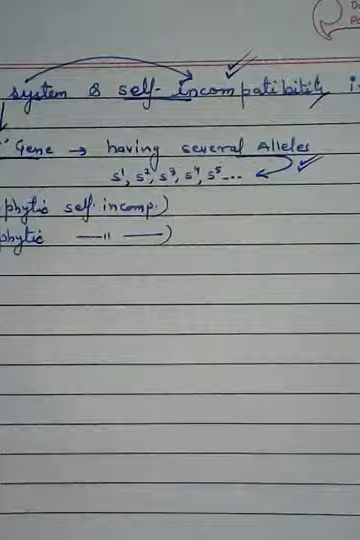 system & self-incompatibility i
"Gene → having several Alleles
s¹, s², s³, s⁴, s⁵...
phytic self-incomp.)
phytic —"—)